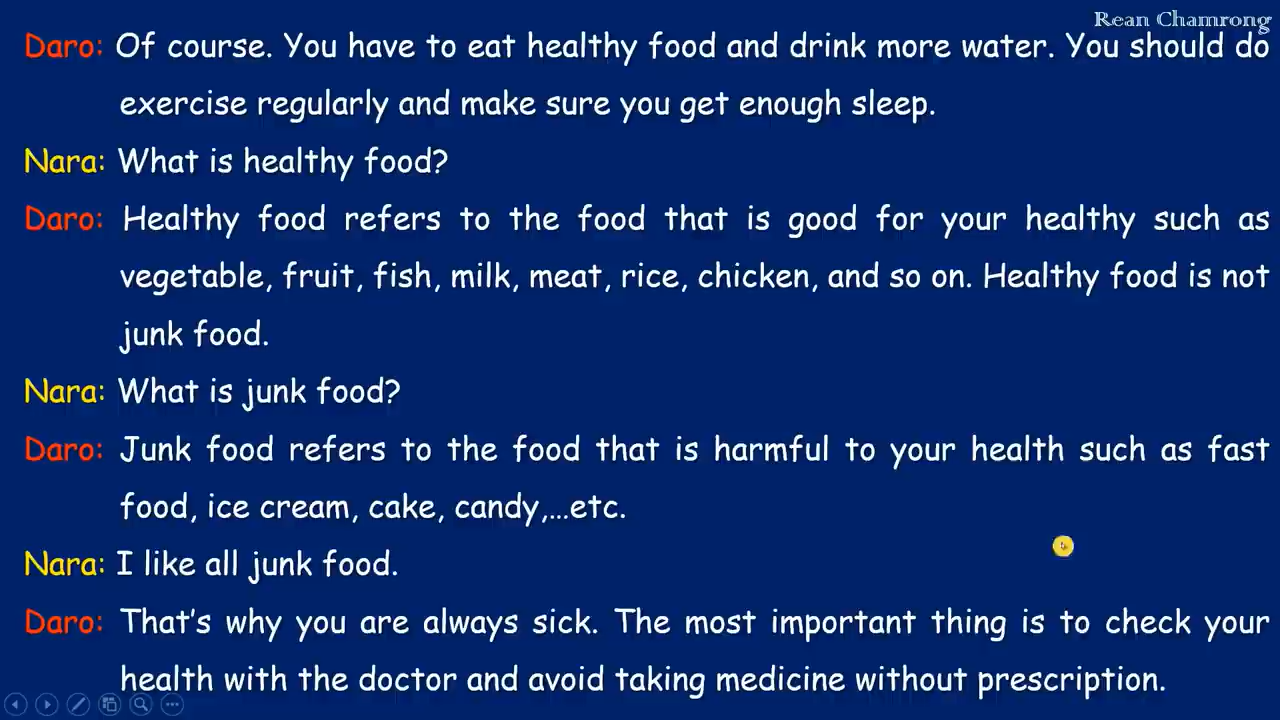 Rean Chamrong
Daro: Of course. You have to eat healthy food and drink more water. You should do
exercise regularly and make sure you get enough sleep.
Nara: What is healthy food?
Daro: Healthy food refers to the food that is good for your healthy such as
vegetable, fruit, fish, milk, meat, rice, chicken, and so on. Healthy food is not
junk food.
Nara: What is junk food?
Daro: Junk food refers to the food that is harmful to your health such as fast
food, ice cream, cake, candy,...etc.
Nara: I like all junk food.
Daro: That's why you are always sick. The most important thing is to check your
health with the doctor and avoid taking medicine without prescription.